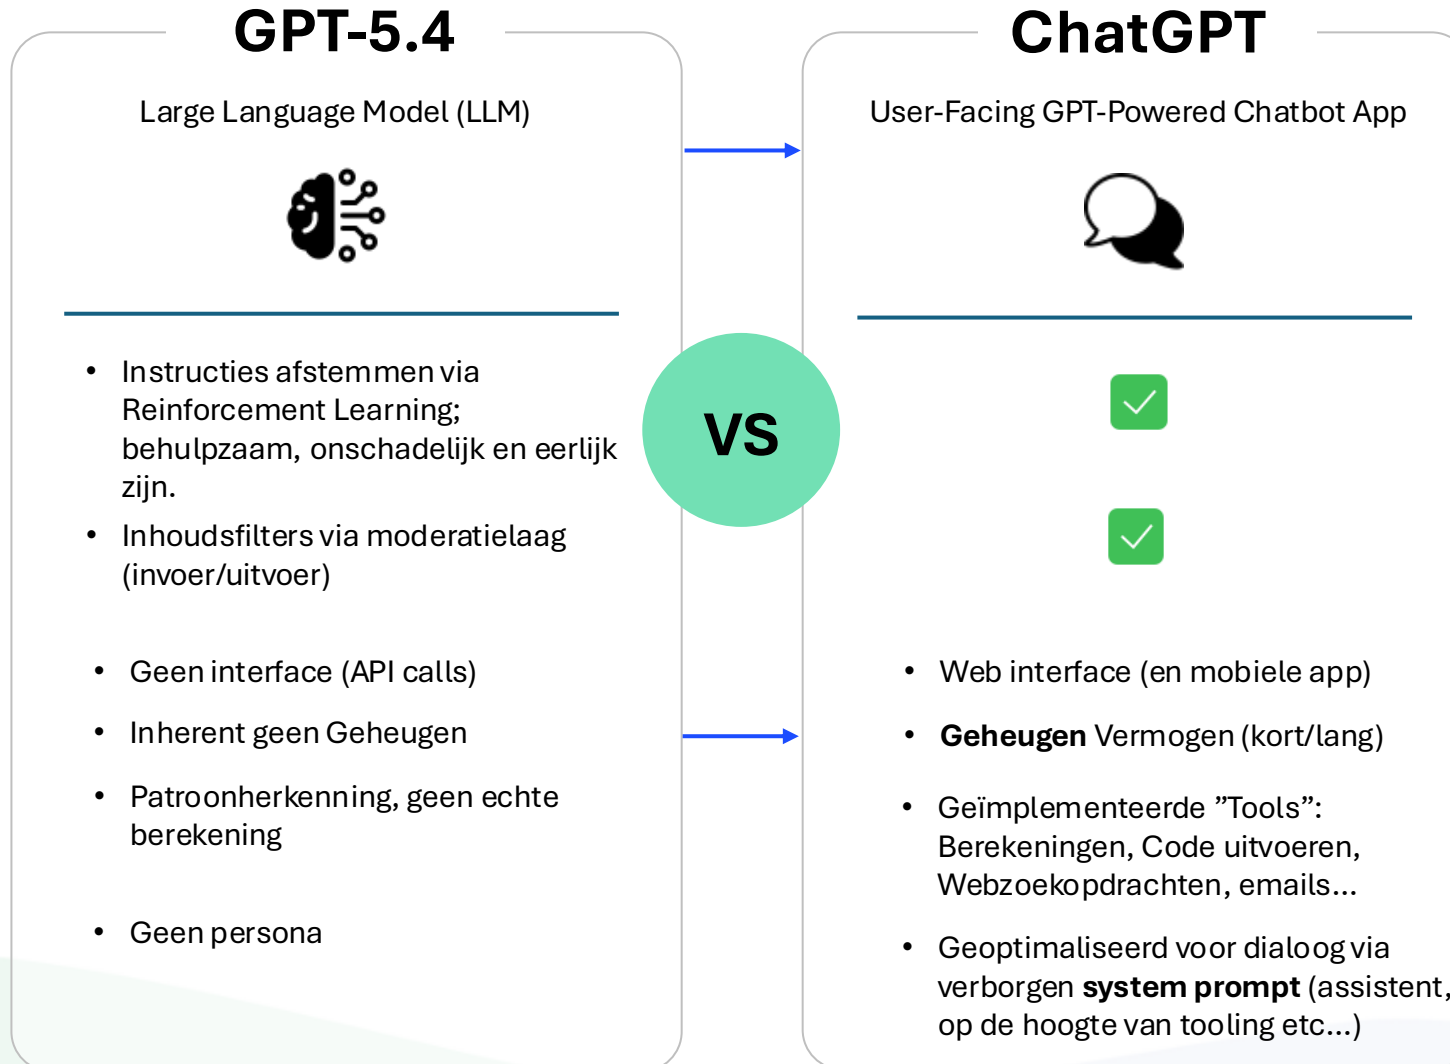 GPT-5.4
Large Language Model (LLM)
• Instructies afstemmen via
Reinforcement Learning;
behulpzaam, onschadelijk en eerlijk
zijn.
• Inhoudsfilters via moderatielaag
(invoer/uitvoer)
• Geen interface (API calls)
• Inherent geen Geheugen
• Patroonherkenning, geen echte
berekening
• Geen persona
VS
ChatGPT
User-Facing GPT-Powered Chatbot App
• Web interface (en mobiele app)
• Geheugen Vermogen (kort/lang)
• Geïmplementeerde ”Tools”:
Berekeningen, Code uitvoeren,
Webzoekopdrachten, emails...
• Geoptimaliseerd voor dialoog via
verborgen system prompt (assistent,
op de hoogte van tooling etc...)